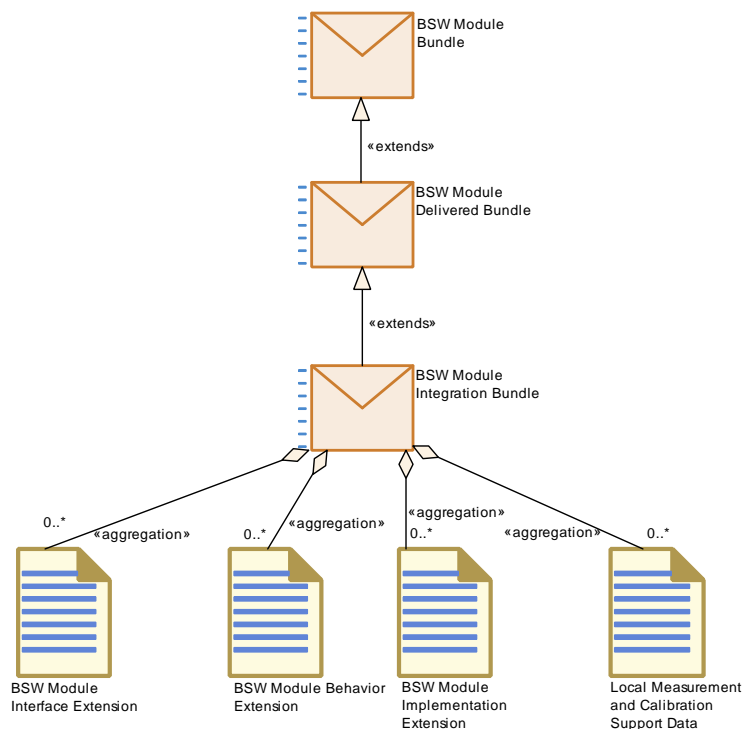 BSW Module
Bundle
«extends»
BSW Module
Delivered Bundle
«extends»
BSW Module
Integration Bundle
0..*
«aggregation»
0..*
«aggregation»
0..*
«aggregation»
0..*
«aggregation»
BSW Module
Interface Extension
BSW Module Behavior
Extension
BSW Module
Implementation
Extension
Local Measurement
and Calibration
Support Data